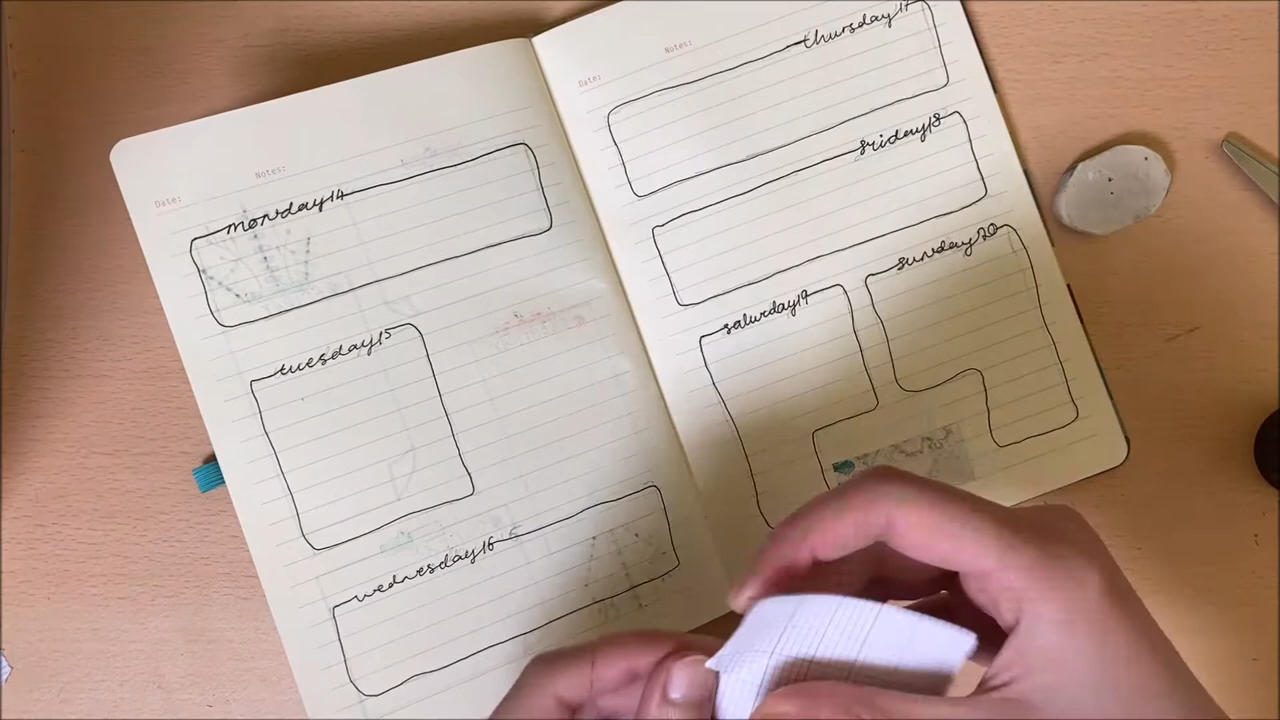 Date:
Notes:
monday14
tuesday15
wednesday16
Date:
Notes:
thursday17
friday18
saturday19
sunday20